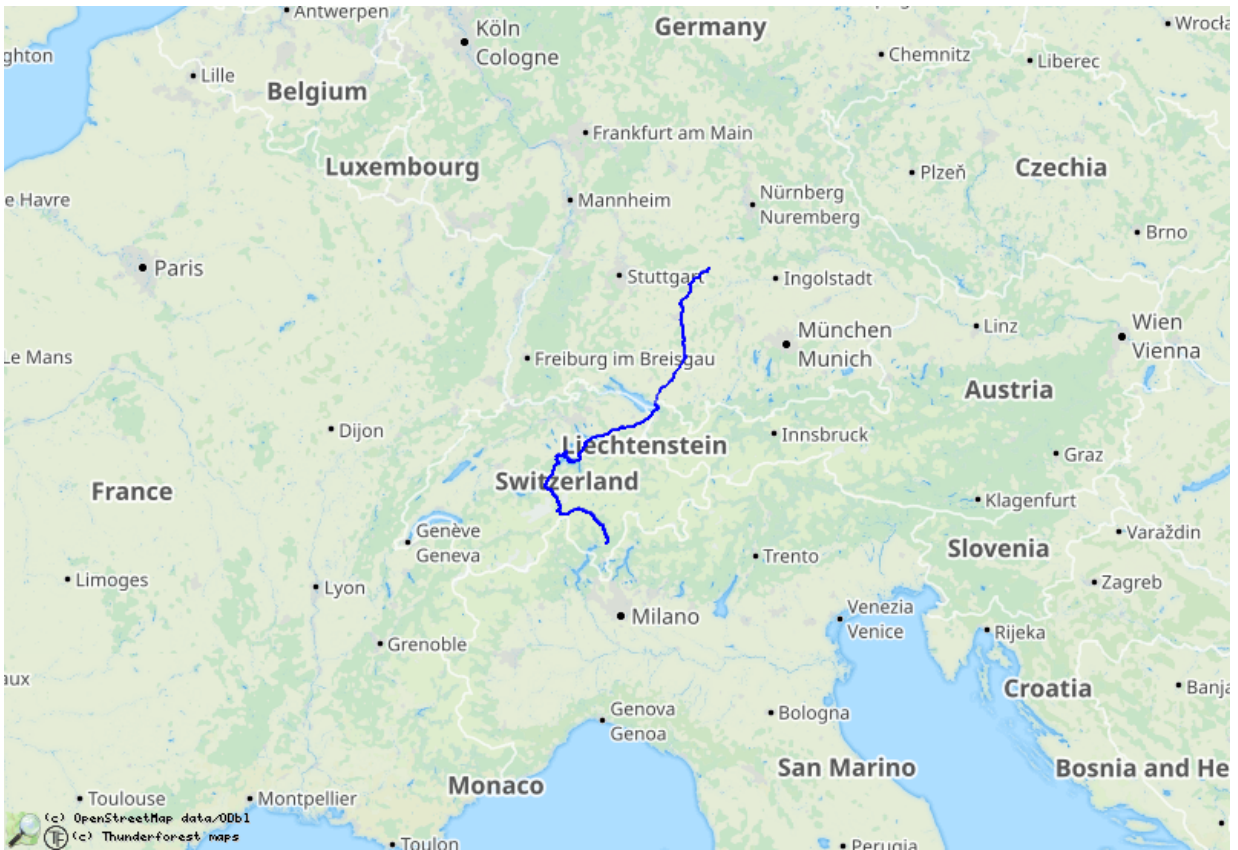 Antwerpen
Wrocła
Köln
Cologne
Germany
ghton
Chemnitz
Liberec
Lille
Belgium
Frankfurt am Main
Luxembourg
Czechia
Plzeň
e Havre
Mannheim
Nürnberg
Nuremberg
Brno
Paris
Stuttgart
Ingolstadt
Wien
Vienna
Linz
München
Munich
Le Mans
Freiburg im Breisgau
Austria
Dijon
Liechtenstein
Innsbruck
Graz
France
Switzerland
Klagenfurt
Genève
Geneva
Slovenia
Varaždin
Trento
Limoges
Lyon
Zagreb
Milano
Venezia
Venice
Rijeka
Grenoble
aux
Croatia
Banja
Genova
Genoa
Bologna
San Marino
Bosnia and He
Monaco
Toulouse
Montpellier
(c) OpenStreetMap data/ODbl
TF (c) Thunderforest maps
Toulon
Perugia